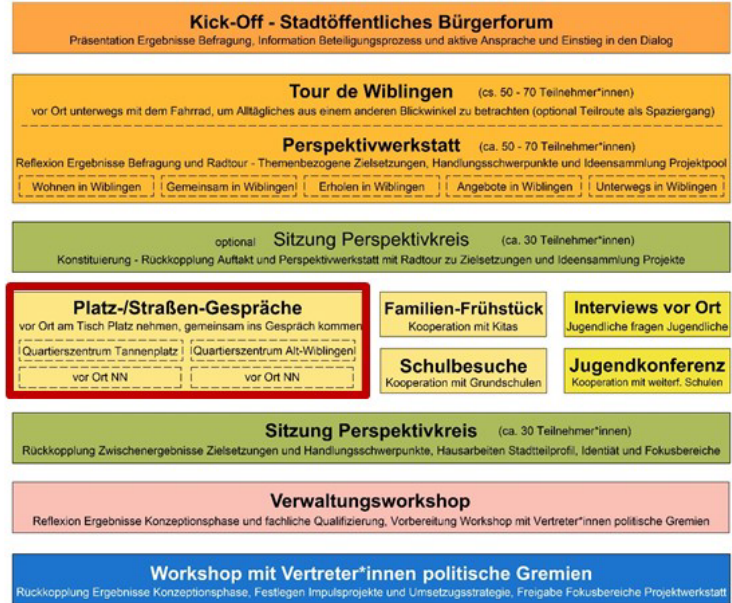 Kick-Off - Stadtöffentliches Bürgerforum
Präsentation Ergebnisse Befragung, Information Beteiligungsprozess und aktive Ansprache und Einstieg in den Dialog
Tour de Wiblingen (cs. 50 - 70 Teilnehmer*innen)
vor Ort unterwegs mit dem Fahrrad, um Alltägliches aus einem anderen Blickwinkel zu betrachten (optional Teilroute als Spaziergang)
Perspektivwerkstatt (ca. 50 - 70 Teilnehmer*innen)
Reflexion Ergebnisse Befragung und Radtour - Themenbezogene Zielsetzungen, Handlungsschwerpunkte und Ideensammlung Projektpool
Wohnen in Wiblingen Gemeinsam in Wiblingen Erholen in Wiblingen Angebote in Wiblingen Unterwegs in Wiblingen
optional Sitzung Perspektivkreis (ca. 30 Teilnehmer*innen)
Konstituierung - Rückkopplung Auftakt und Perspektivwerkstatt mit Radtour zu Zielsetzungen und Ideensammlung Projekte
Platz-/Straßen-Gespräche
vor Ort am Tisch Platz nehmen, gemeinsam ins Gespräch kommen
Quartierszentrum Tannenplatz Quartierszentrum Alt-Wiblingen
vor Ort NN vor Ort NN
Familien-Frühstück
Kooperation mit Kitas
Interviews vor Ort
Jugendliche fragen Jugendliche
Schulbesuche
Kooperation mit Grundschulen
Jugendkonferenz
Kooperation mit weiterf. Schulen
Sitzung Perspektivkreis (ca. 30 Teilnehmer*innen)
Rückkopplung Zwischenergebnisse Zielsetzungen und Handlungsschwerpunkte, Hausarbeiten Stadtteilprofil, Identiät und Fokusbereiche
Verwaltungsworkshop
Reflexion Ergebnisse Konzeptionsphase und fachliche Qualifizierung, Vorbereitung Workshop mit Vertreter*innen politische Gremien
Workshop mit Vertreter*innen politische Gremien
Rückkopplung Ergebnisse Konzeptionsphase, Festlegen Impulsprojekte und Umsetzugsstrategie, Freigabe Fokusbereiche Projektwerkstatt